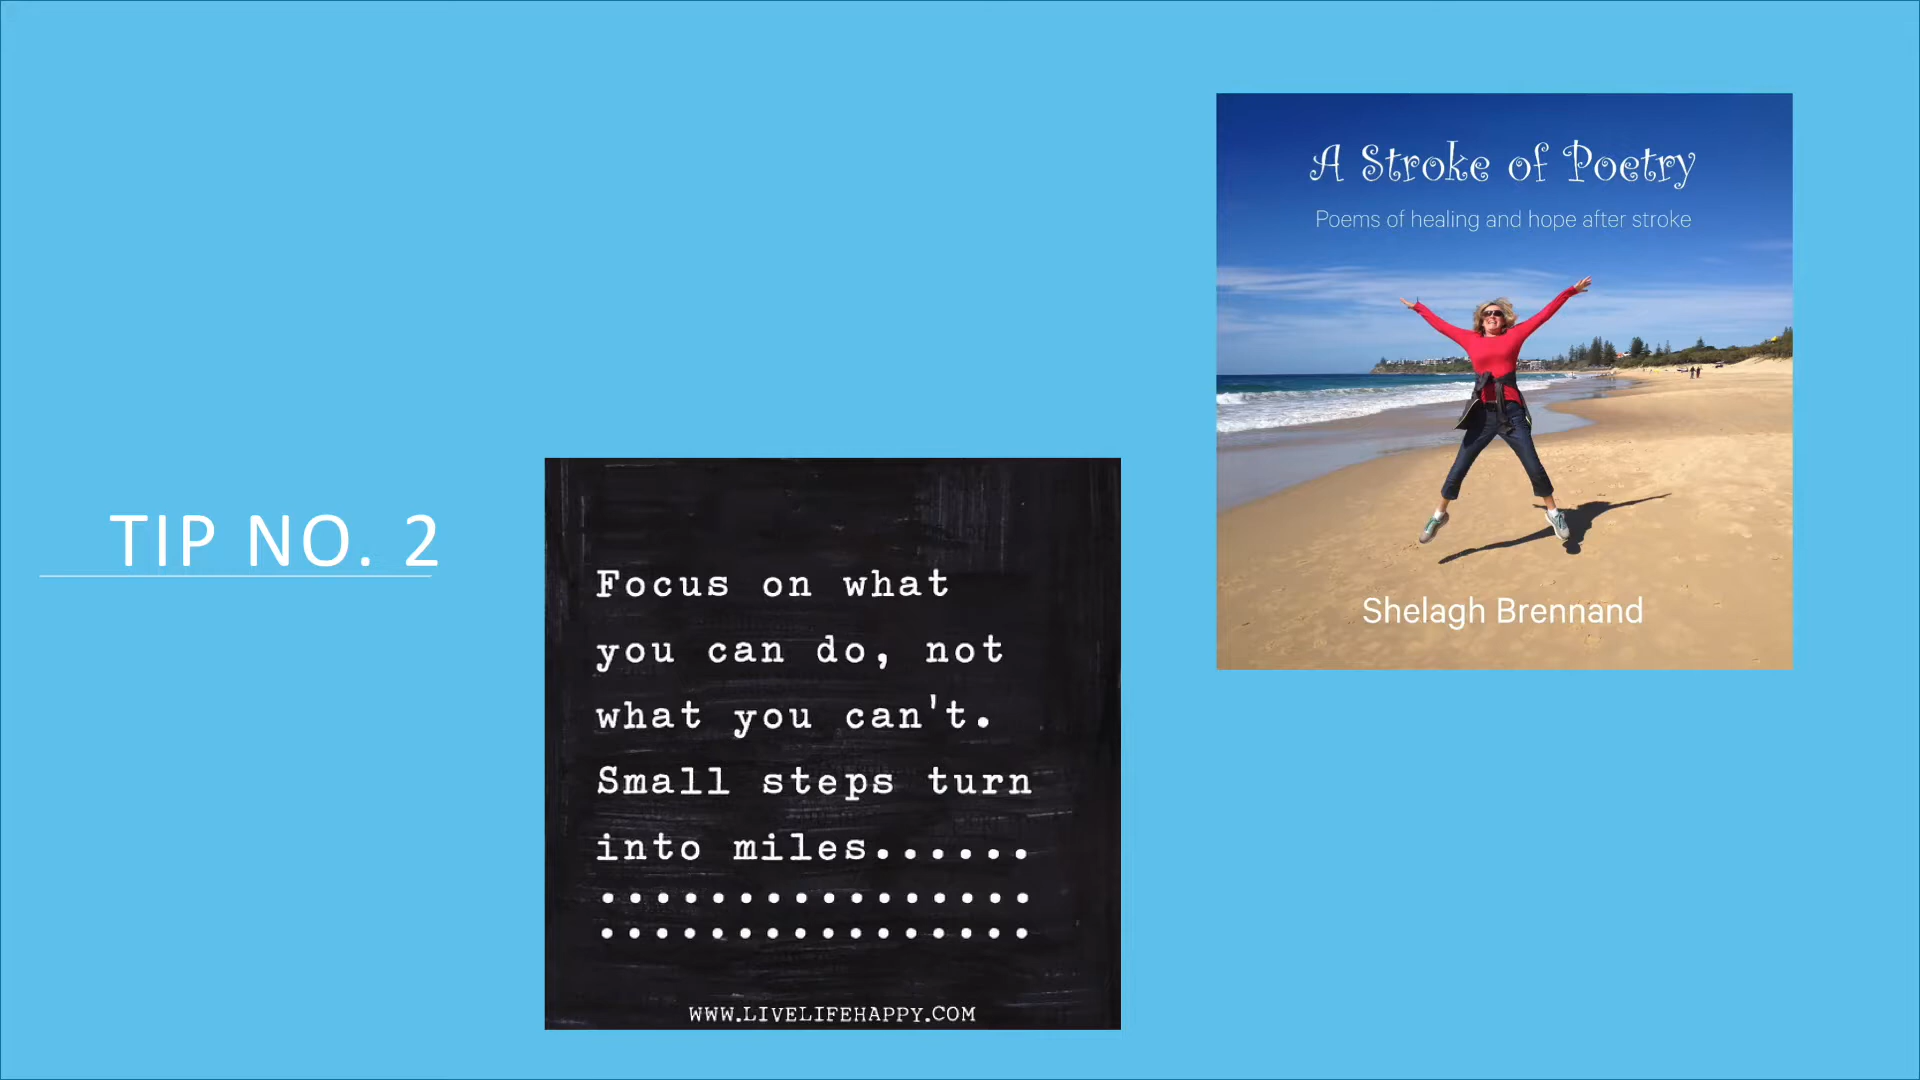 TIP NO. 2
Focus on what
you can do, not
what you can't.
Small steps turn
into miles......
................
................
WWW.LIVELIFEHAPPY.COM
A Stroke of Poetry
Poems of healing and hope after stroke
Shelagh Brennand